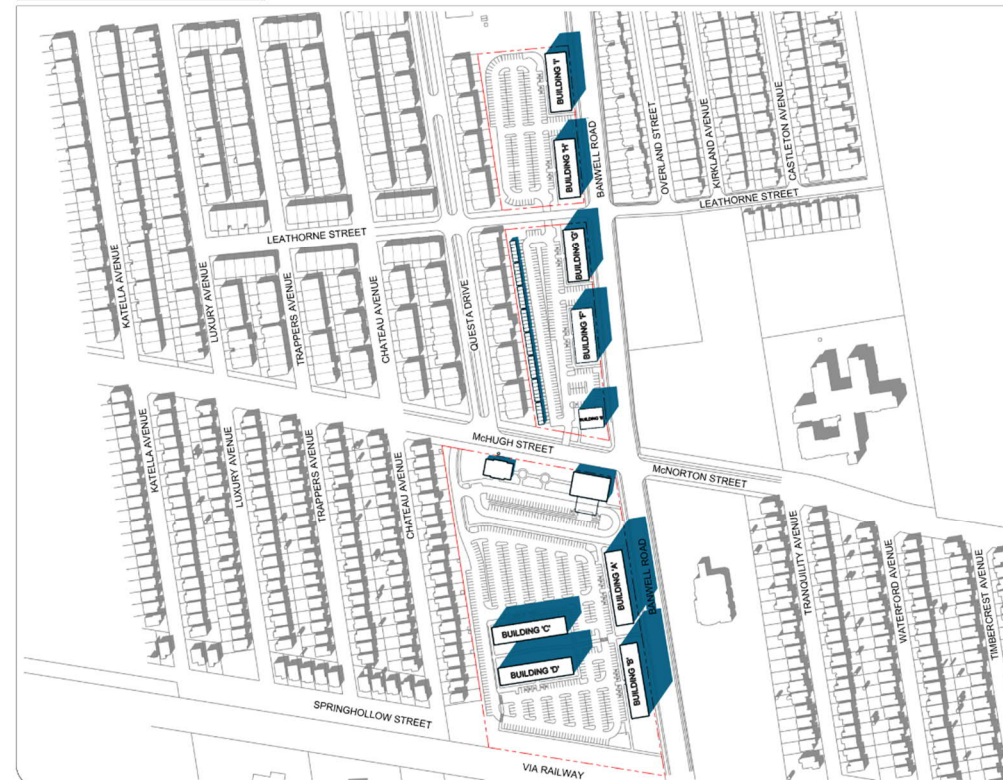 BUILDING 'I'
BUILDING 'H'
BANWELL ROAD
OVERLAND STREET
KIRKLAND AVENUE
CASTLETON AVENUE
LEATHORNE STREET
LEATHORNE STREET
KATELLA AVENUE
LUXURY AVENUE
TRAPPERS AVENUE
CHATEAU AVENUE
QUESTA DRIVE
BUILDING 'G'
BUILDING 'F'
McHUGH STREET
McNORTON STREET
KATELLA AVENUE
LUXURY AVENUE
TRAPPERS AVENUE
CHATEAU AVENUE
BUILDING 'A'
BANWELL ROAD
BUILDING 'C'
BUILDING 'D'
BUILDING 'B'
TRANQUILITY AVENUE
WATERFORD AVENUE
TIMBERCREST AVENUE
SPRINGHOLLOW STREET
VIA RAILWAY